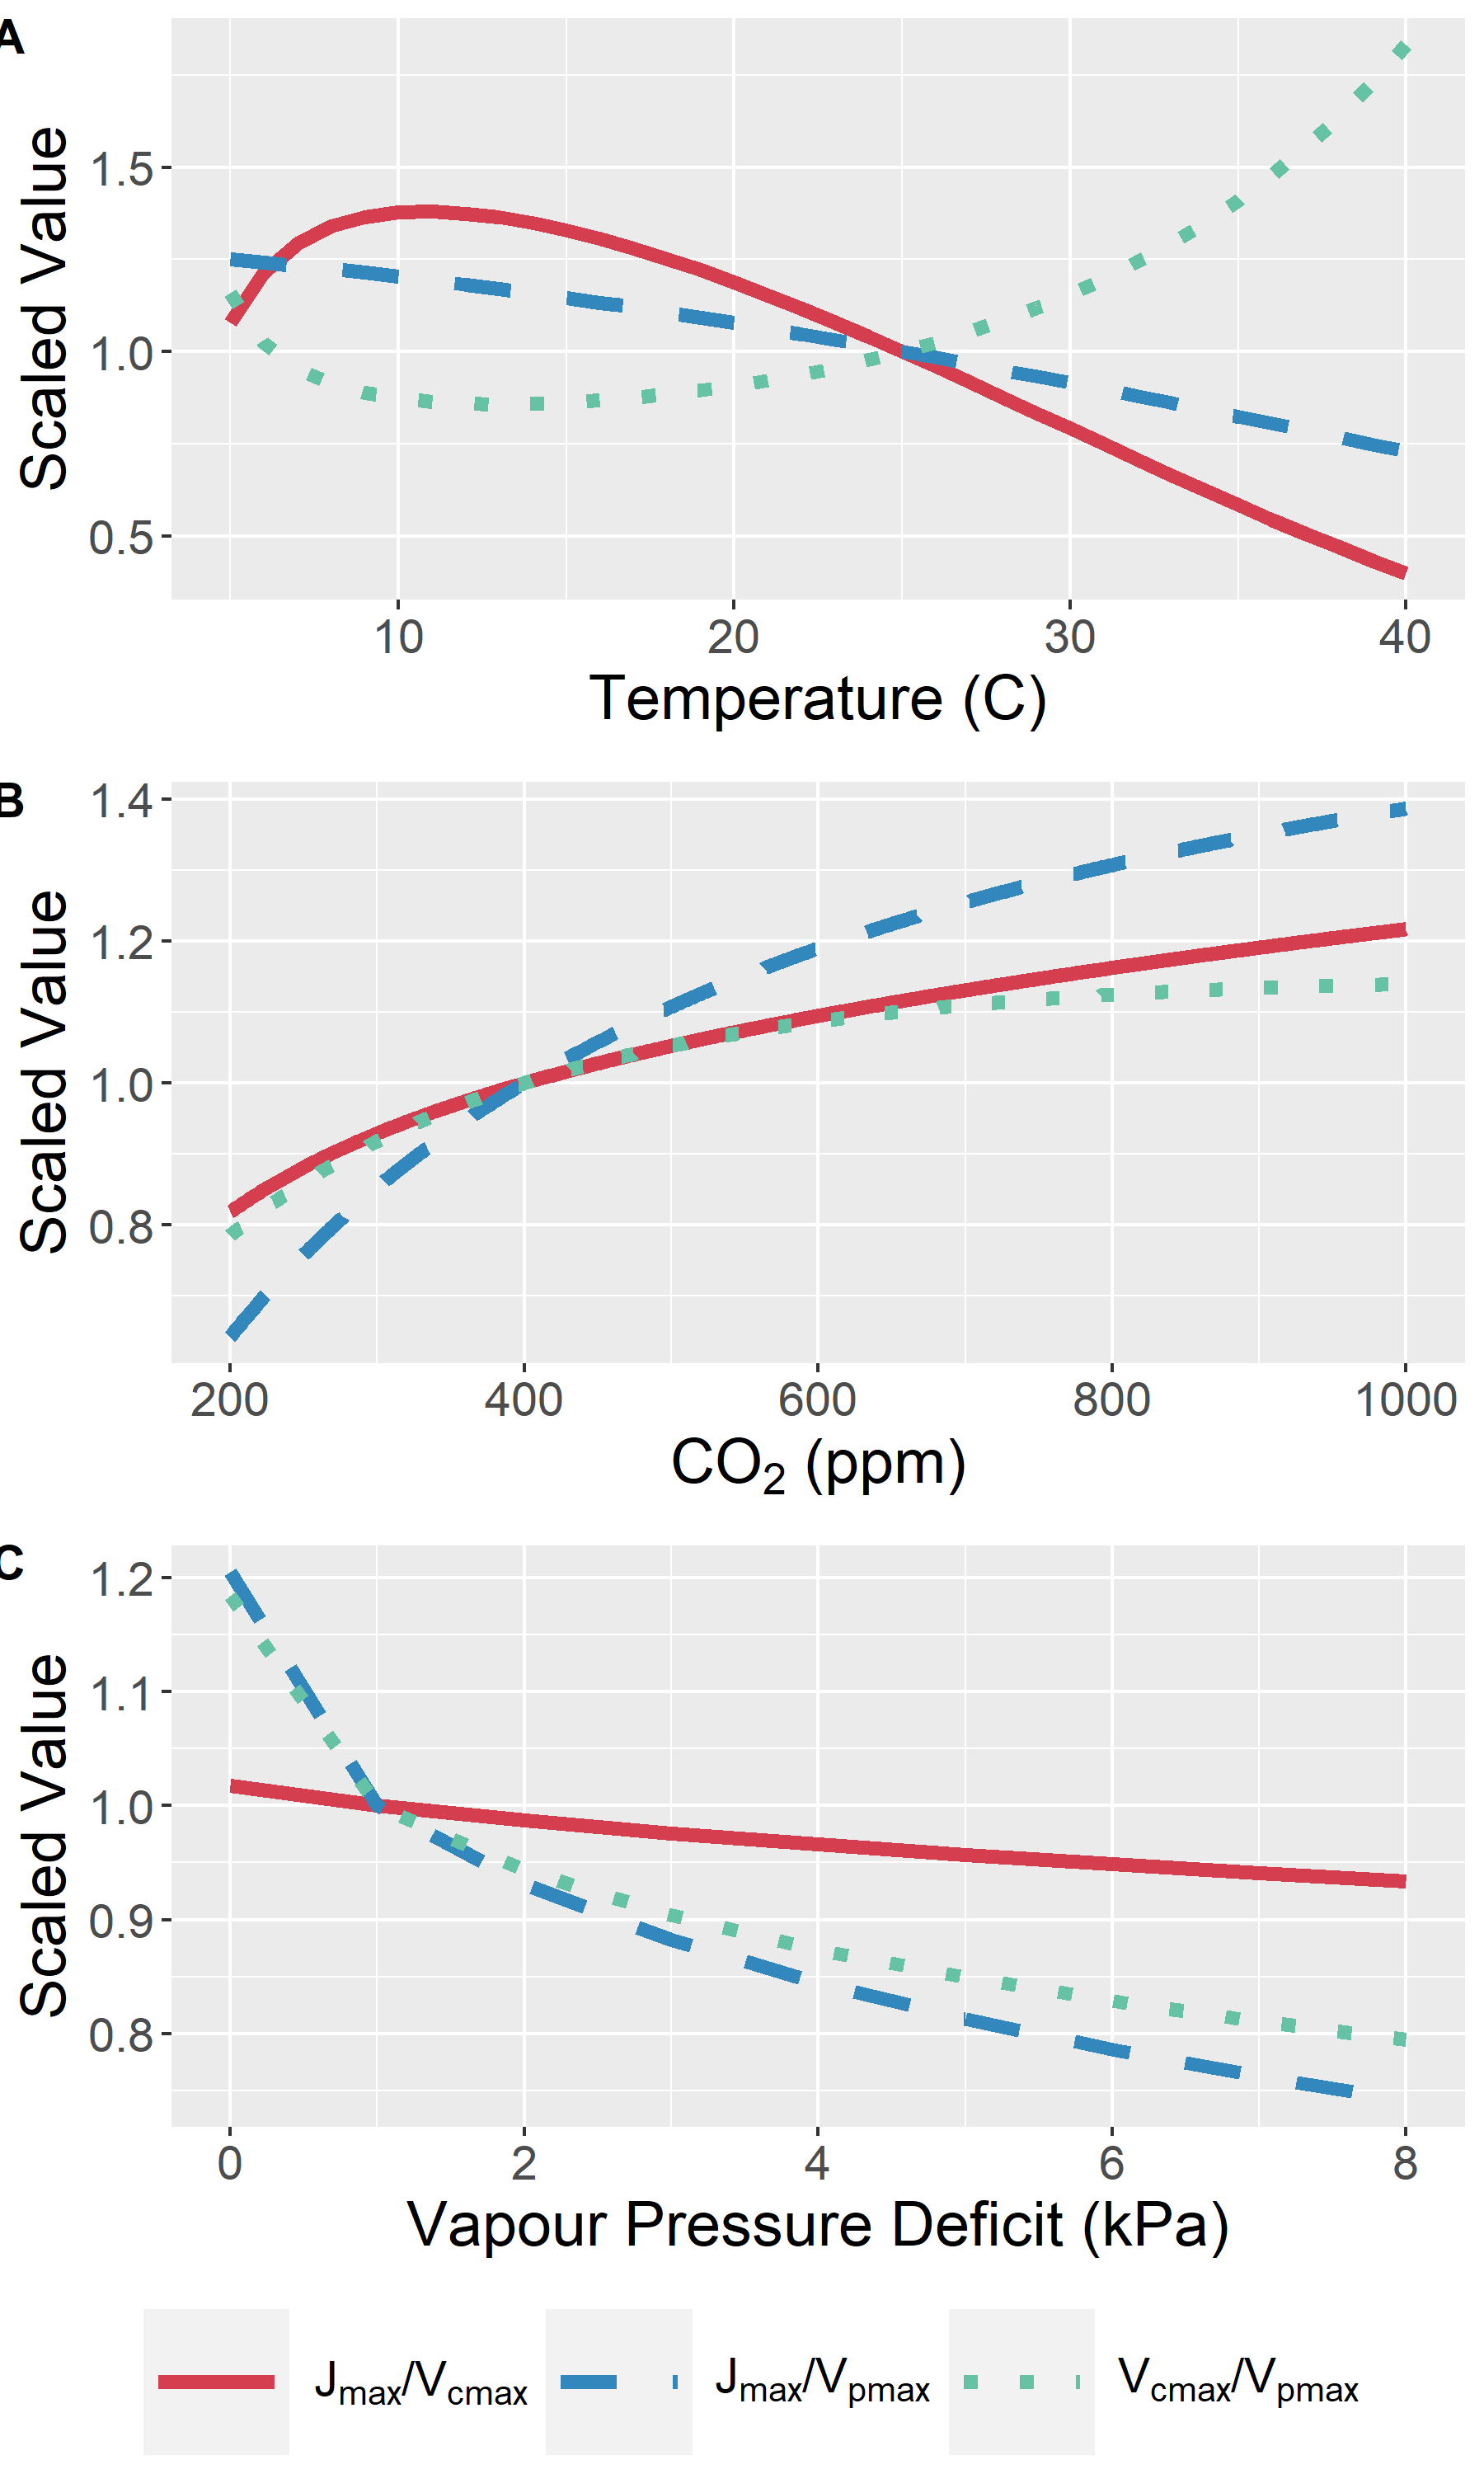 A
Scaled Value
1.5
1.0
0.5
10 20 30 40
Temperature (C)
B
Scaled Value
1.4
1.2
1.0
0.8
200 400 600 800 1000
CO₂ (ppm)
C
Scaled Value
1.2
1.1
1.0
0.9
0.8
0 2 4 6 8
Vapour Pressure Deficit (kPa)
Jmax/Vcmax Jmax/Vpmax Vcmax/Vpmax